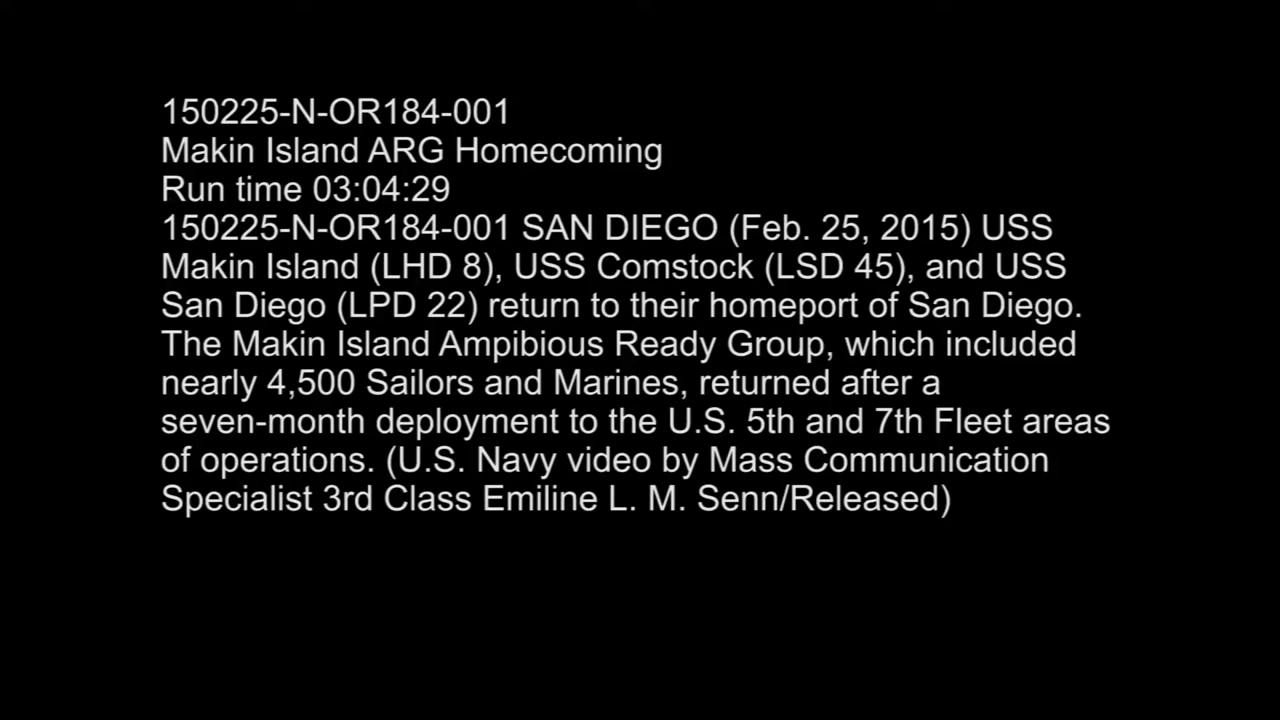 150225-N-OR184-001
Makin Island ARG Homecoming
Run time 03:04:29
150225-N-OR184-001 SAN DIEGO (Feb. 25, 2015) USS
Makin Island (LHD 8), USS Comstock (LSD 45), and USS
San Diego (LPD 22) return to their homeport of San Diego.
The Makin Island Ampibious Ready Group, which included
nearly 4,500 Sailors and Marines, returned after a
seven-month deployment to the U.S. 5th and 7th Fleet areas
of operations. (U.S. Navy video by Mass Communication
Specialist 3rd Class Emiline L. M. Senn/Released)